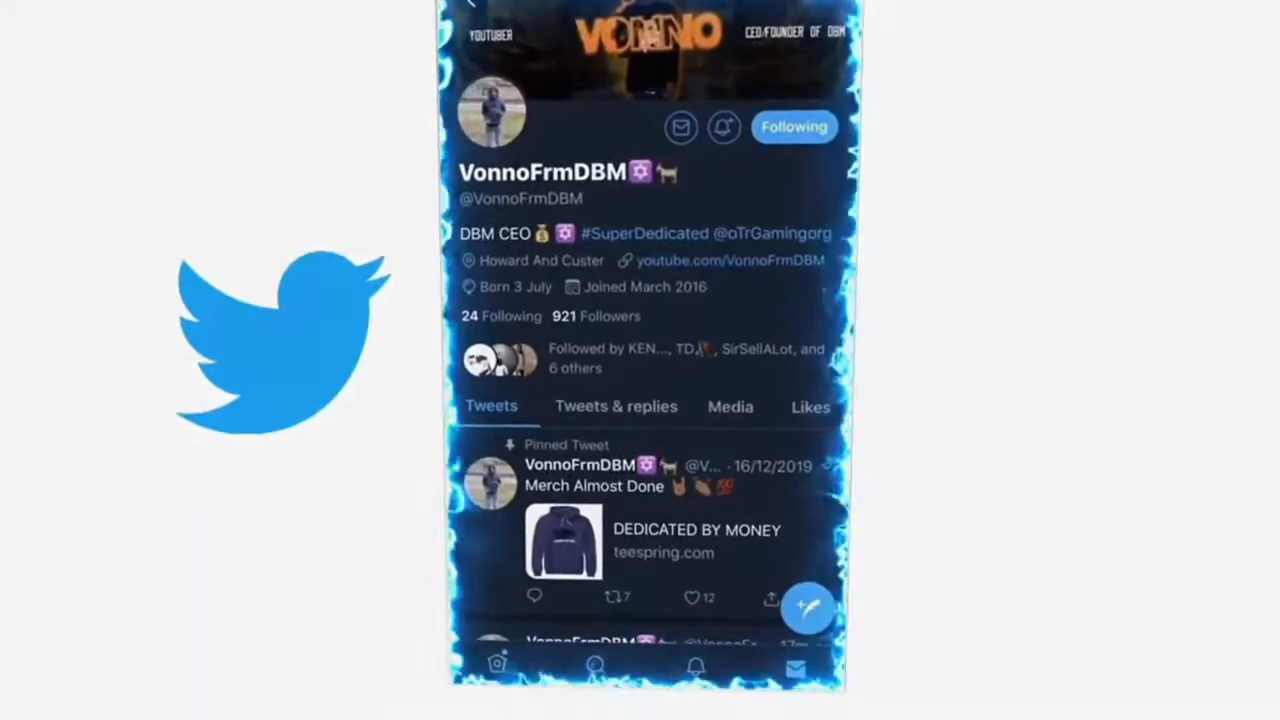 YOUTUBER
VONNO
CEO/FOUNDER OF DBM
Following
VonnoFrmDBM✡️🐐
@VonnoFrmDBM
DBM CEO💰✡️ #SuperDedicated @oTrGamingorg
Howard And Custer youtube.com/VonnoFrmDBM
Born 3 July Joined March 2016
24 Following 921 Followers
Followed by KEN..., TD, SirSellALot, and
6 others
Tweets Tweets & replies Media Likes
Pinned Tweet
VonnoFrmDBM✡️🐐 @V... · 16/12/2019
Merch Almost Done 🤘🏾👏🏾💯
DEDICATED BY MONEY
teespring.com
7 12
VonnoFrmDBM✡️🐐 @VonnoFr... 17m